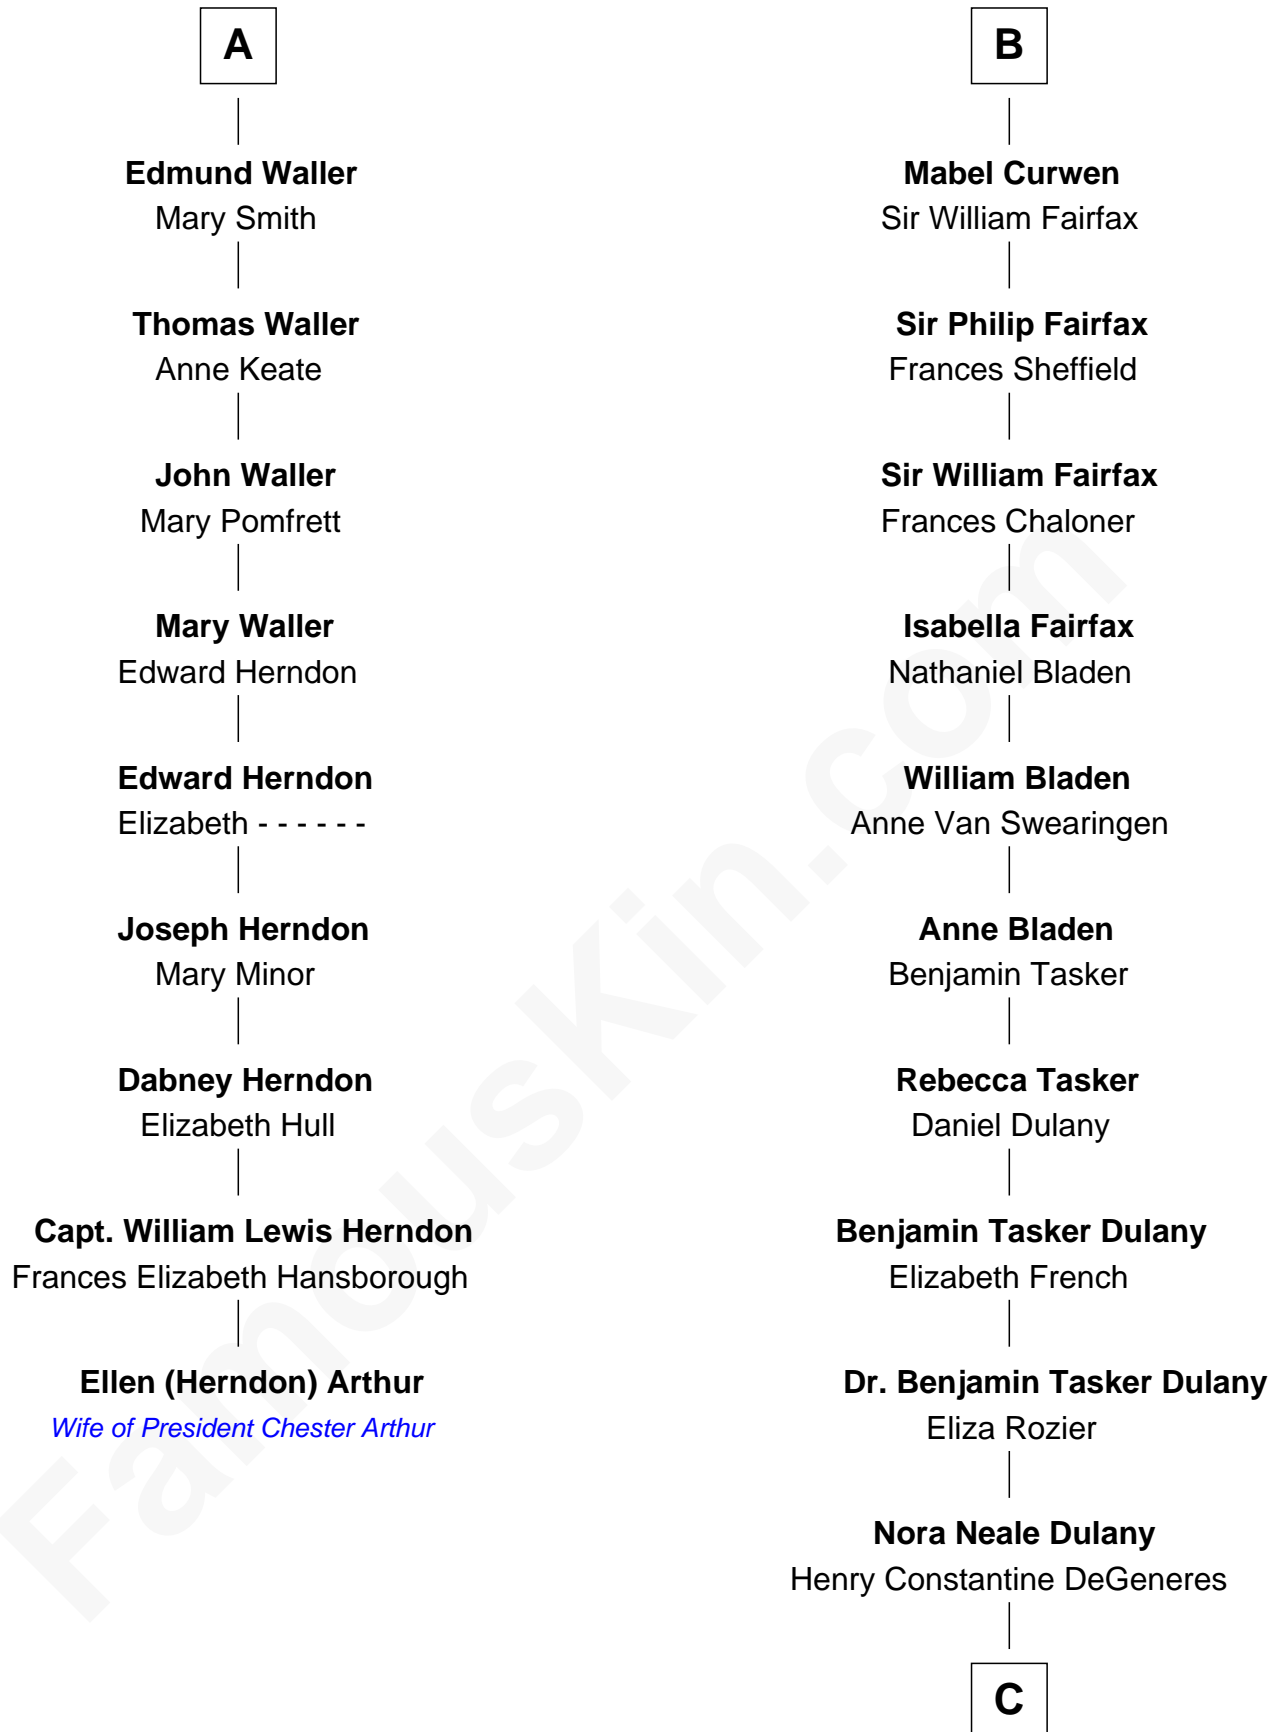 A
Edmund Waller
Mary Smith
Thomas Waller
Anne Keate
John Waller
Mary Pomfrett
Mary Waller
Edward Herndon
Edward Herndon
Elizabeth - - - - - -
Joseph Herndon
Mary Minor
Dabney Herndon
Elizabeth Hull
Capt. William Lewis Herndon
Frances Elizabeth Hansborough
Ellen (Herndon) Arthur
Wife of President Chester Arthur
B
Mabel Curwen
Sir William Fairfax
Sir Philip Fairfax
Frances Sheffield
Sir William Fairfax
Frances Chaloner
Isabella Fairfax
Nathaniel Bladen
William Bladen
Anne Van Swearingen
Anne Bladen
Benjamin Tasker
Rebecca Tasker
Daniel Dulany
Benjamin Tasker Dulany
Elizabeth French
Dr. Benjamin Tasker Dulany
Eliza Rozier
Nora Neale Dulany
Henry Constantine DeGeneres
C
FamousKin.com